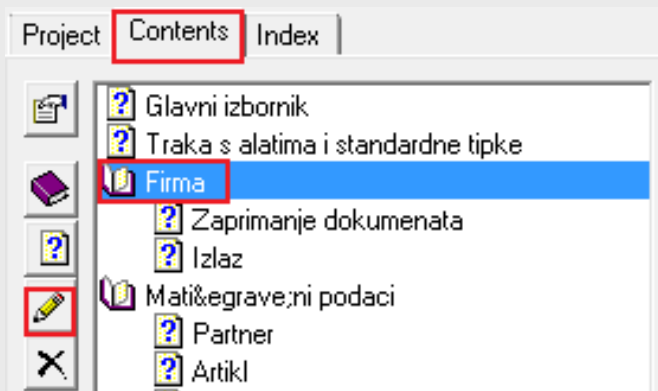 Project Contents Index
Glavni izbornik
Traka s alatima i standardne tipke
Firma
Zaprimanje dokumenata
Izlaz
Mati&egrave;ni podaci
Partner
Artikl